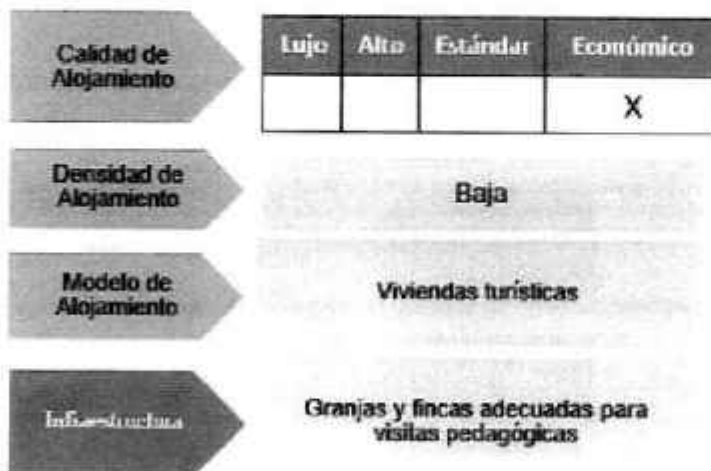 Calidad de
Alojamiento
Lujo Alto Estándar Económico
X
Densidad de
Alojamiento
Baja
Modelo de
Alojamiento
Viviendas turísticas
Infraestructura
Granjas y fincas adecuadas para
visitas pedagógicas